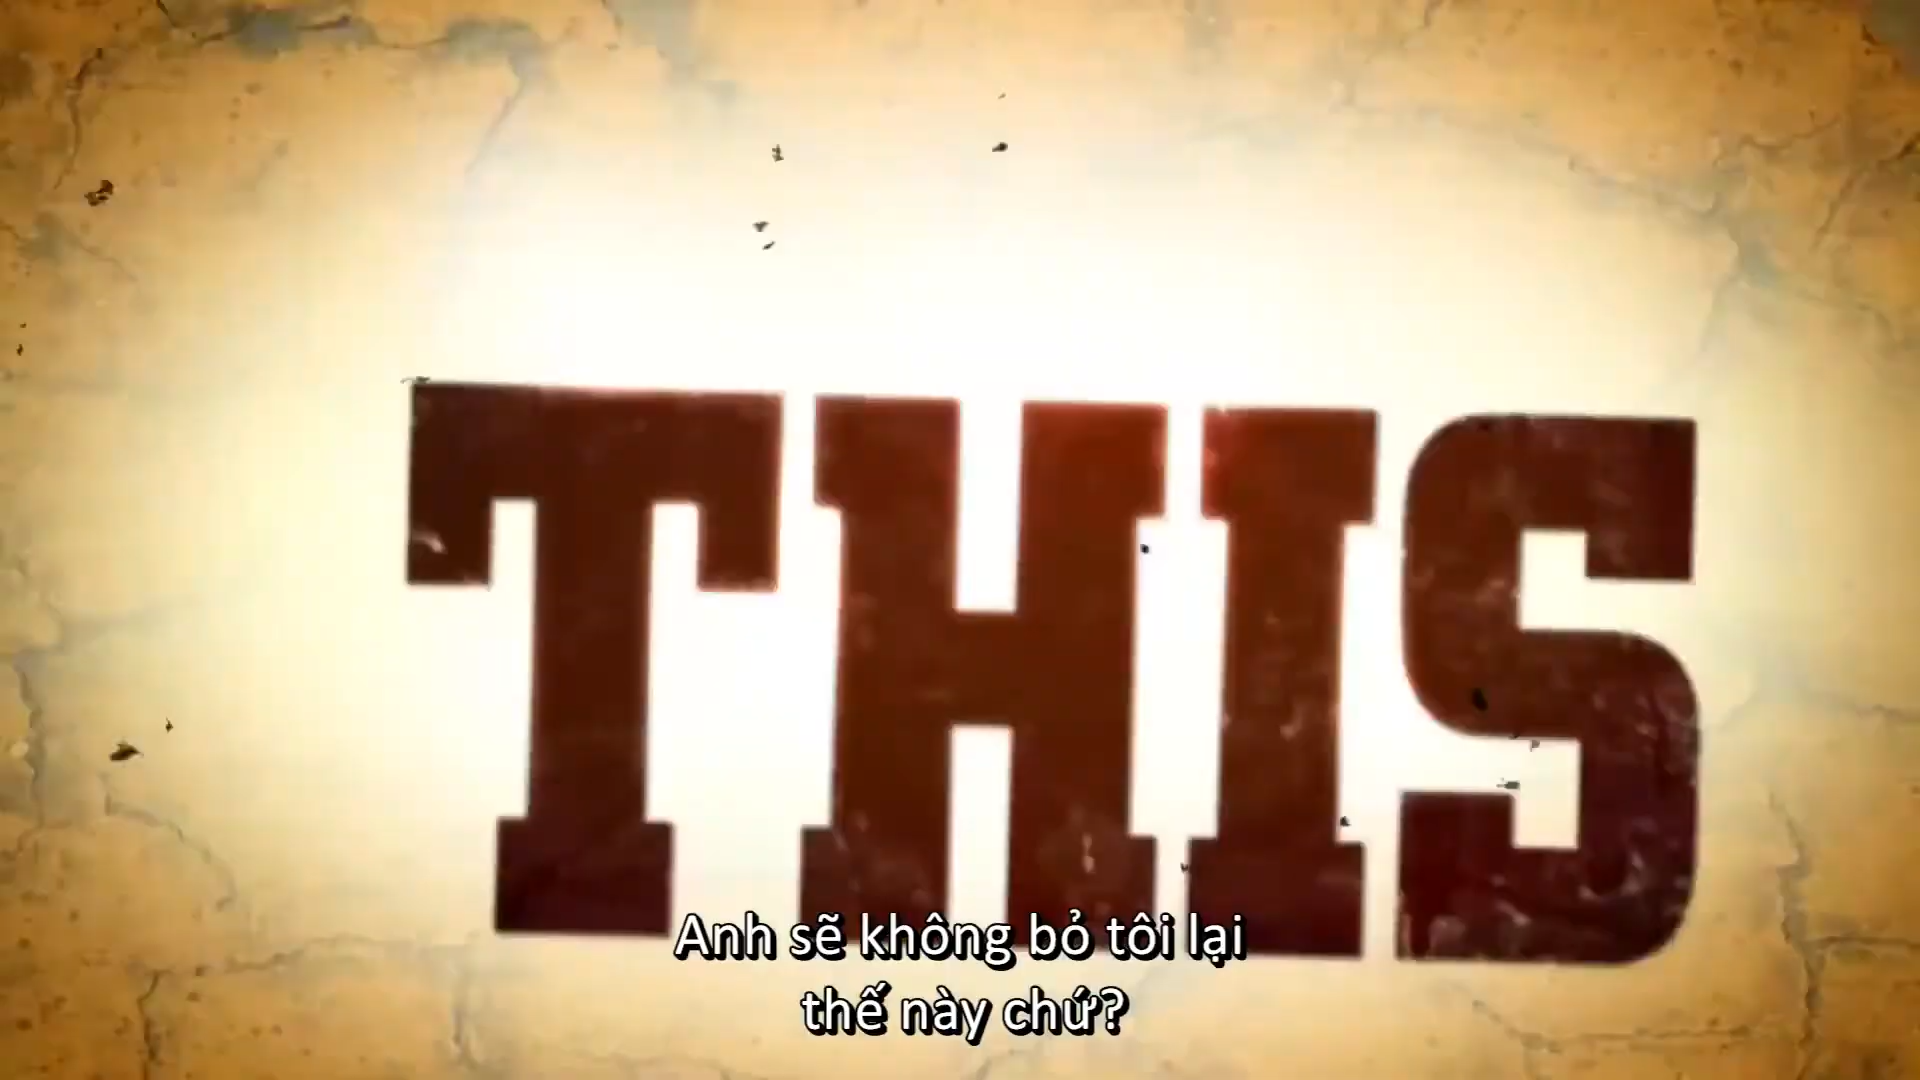 THIS
Anh sẽ không bỏ tôi lại
thế này chứ?